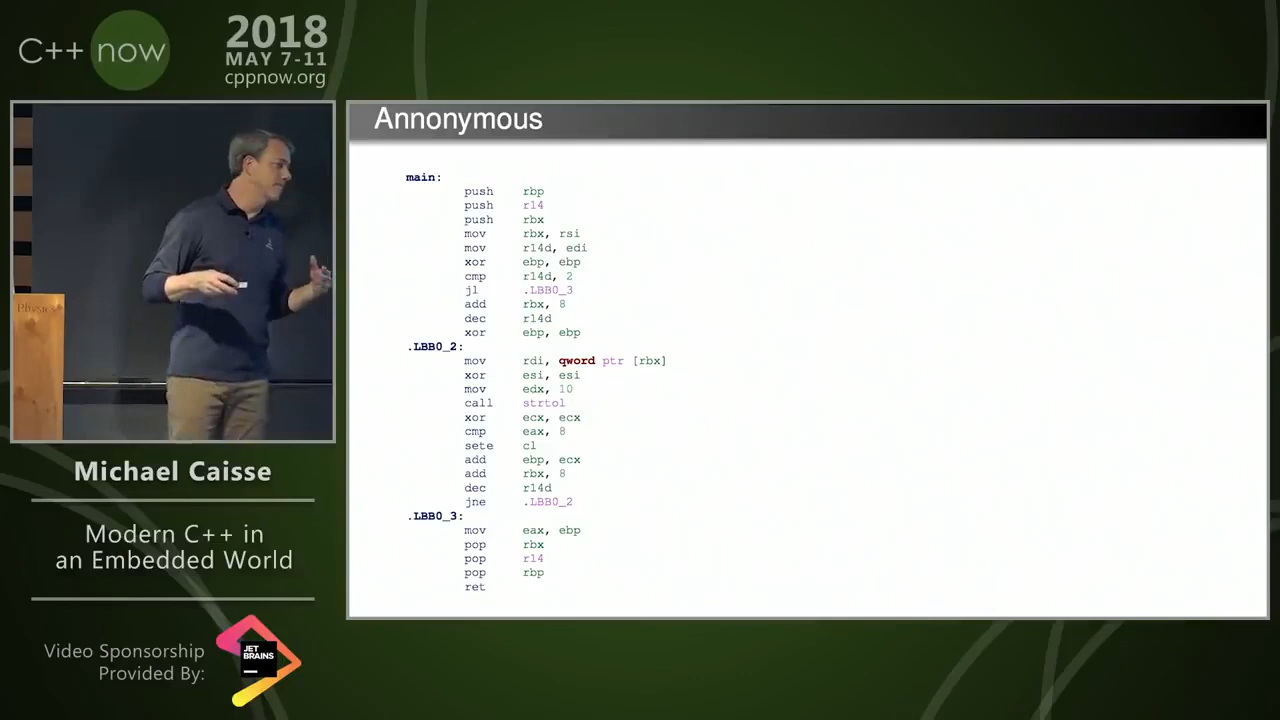 C++ now
2018
MAY 7-11
cppnow.org
Annonymous
main:
push rbp
push r14
push rbx
mov rbx, rsi
mov r14d, edi
xor ebp, ebp
cmp r14d, 2
jl .LBB0_3
add rbx, 8
dec r14d
xor ebp, ebp
.LBB0_2:
mov rdi, qword ptr [rbx]
xor esi, esi
mov edx, 10
call strtol
xor ecx, ecx
cmp eax, 8
sete cl
add ebp, ecx
add rbx, 8
dec r14d
jne .LBB0_2
.LBB0_3:
mov eax, ebp
pop rbx
pop r14
pop rbp
ret
Physics
Michael Caisse
Modern C++ in
an Embedded World
Video Sponsorship
Provided By:
JET
BRAINS